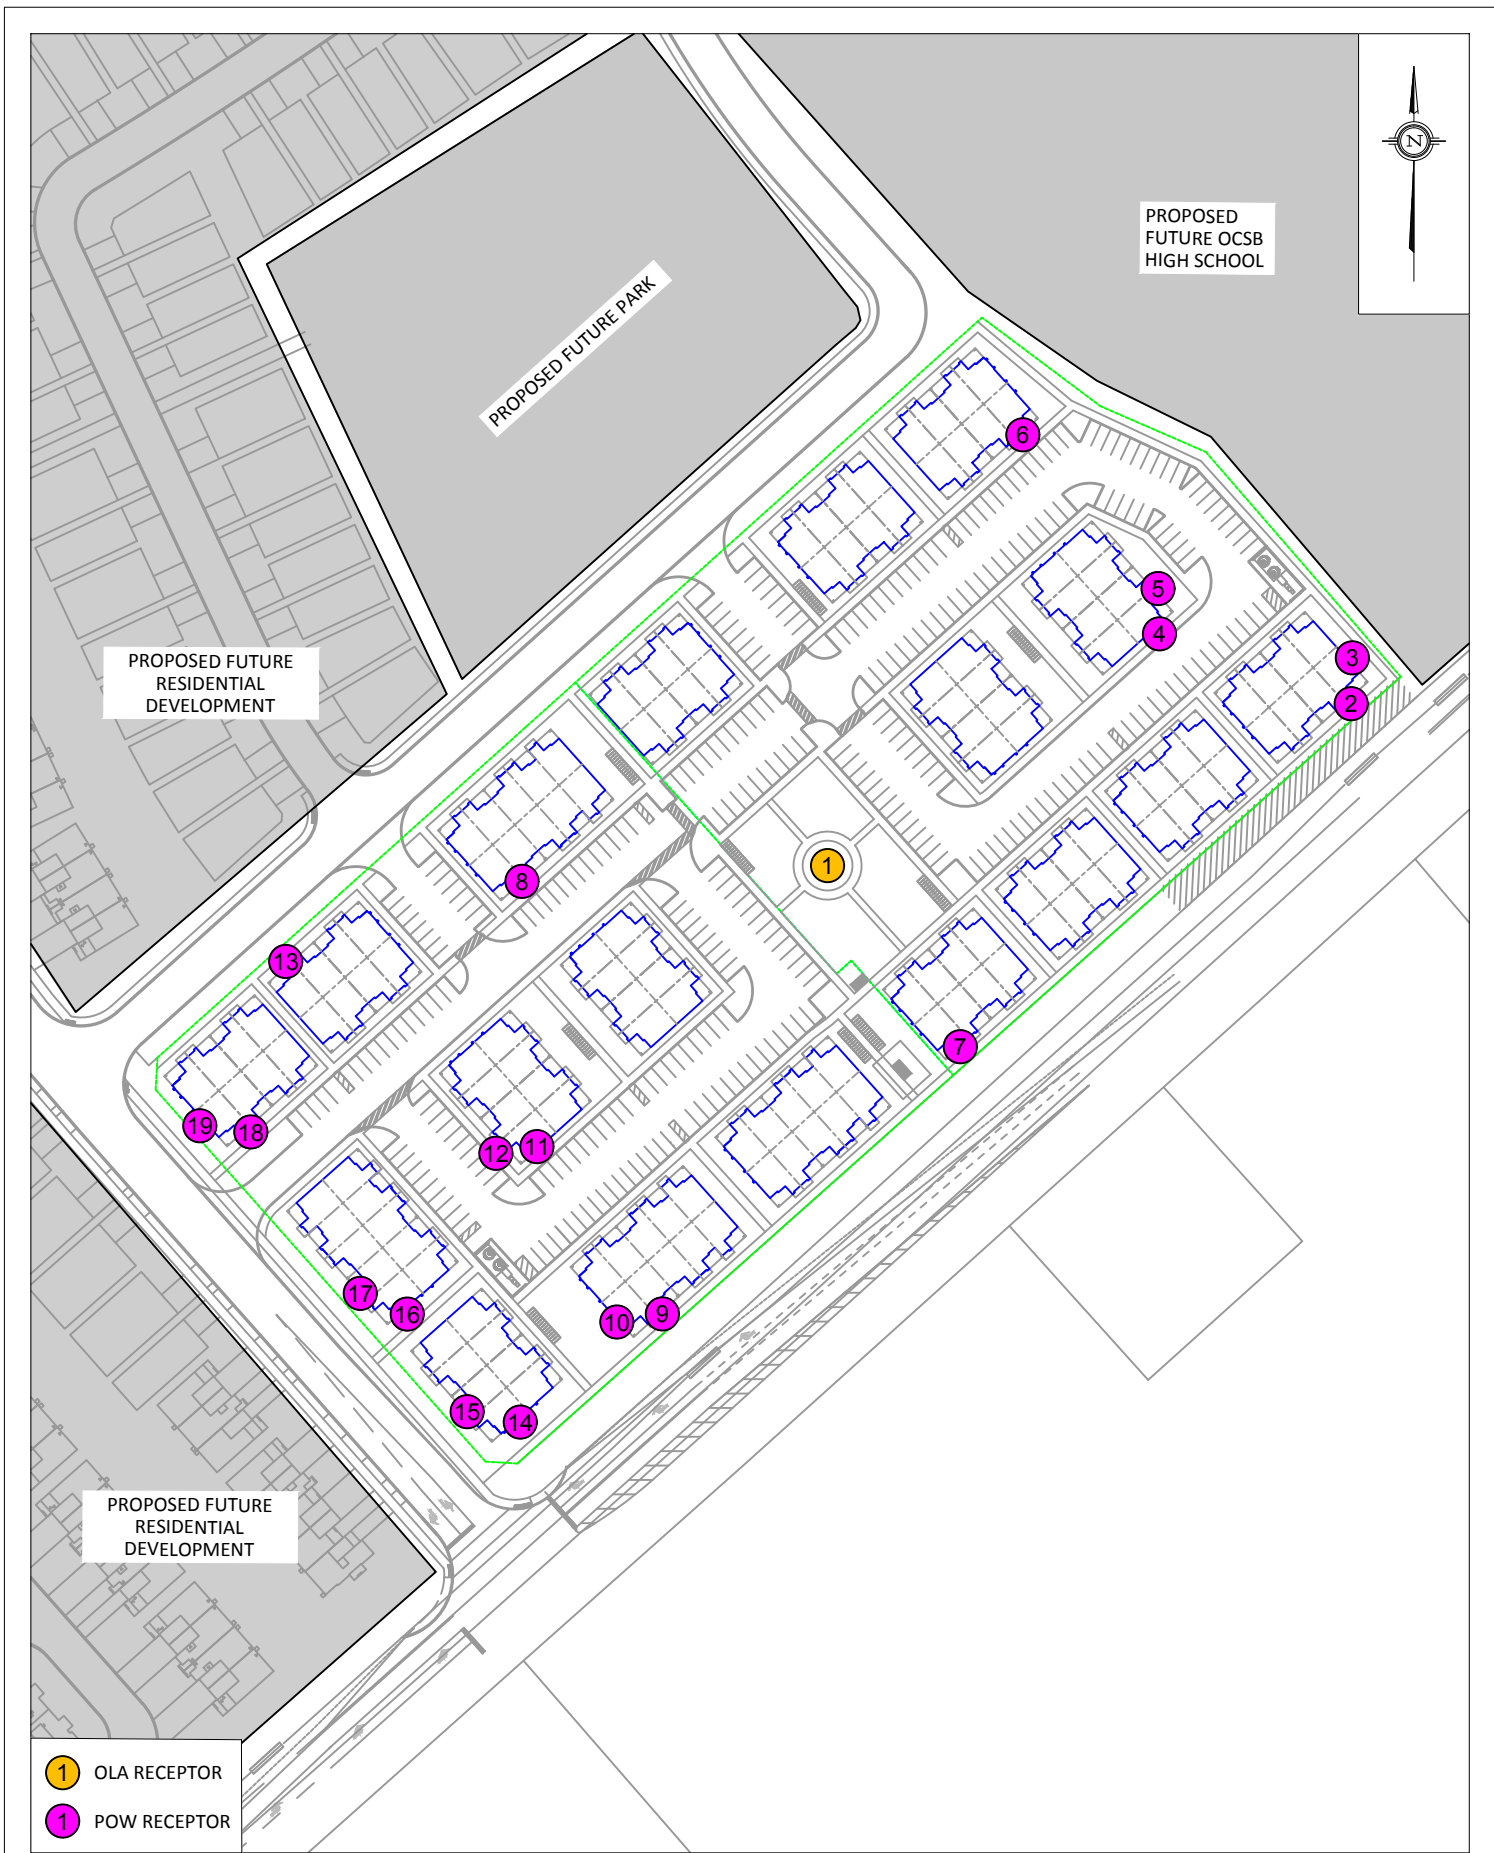 N
PROPOSED
FUTURE OCSB
HIGH SCHOOL
PROPOSED FUTURE PARK
6
5
4
PROPOSED FUTURE
RESIDENTIAL
DEVELOPMENT
3
2
1
8
13
7
19
18
12
11
17
16
10
9
15
14
PROPOSED FUTURE
RESIDENTIAL
DEVELOPMENT
1 OLA RECEPTOR
1 POW RECEPTOR